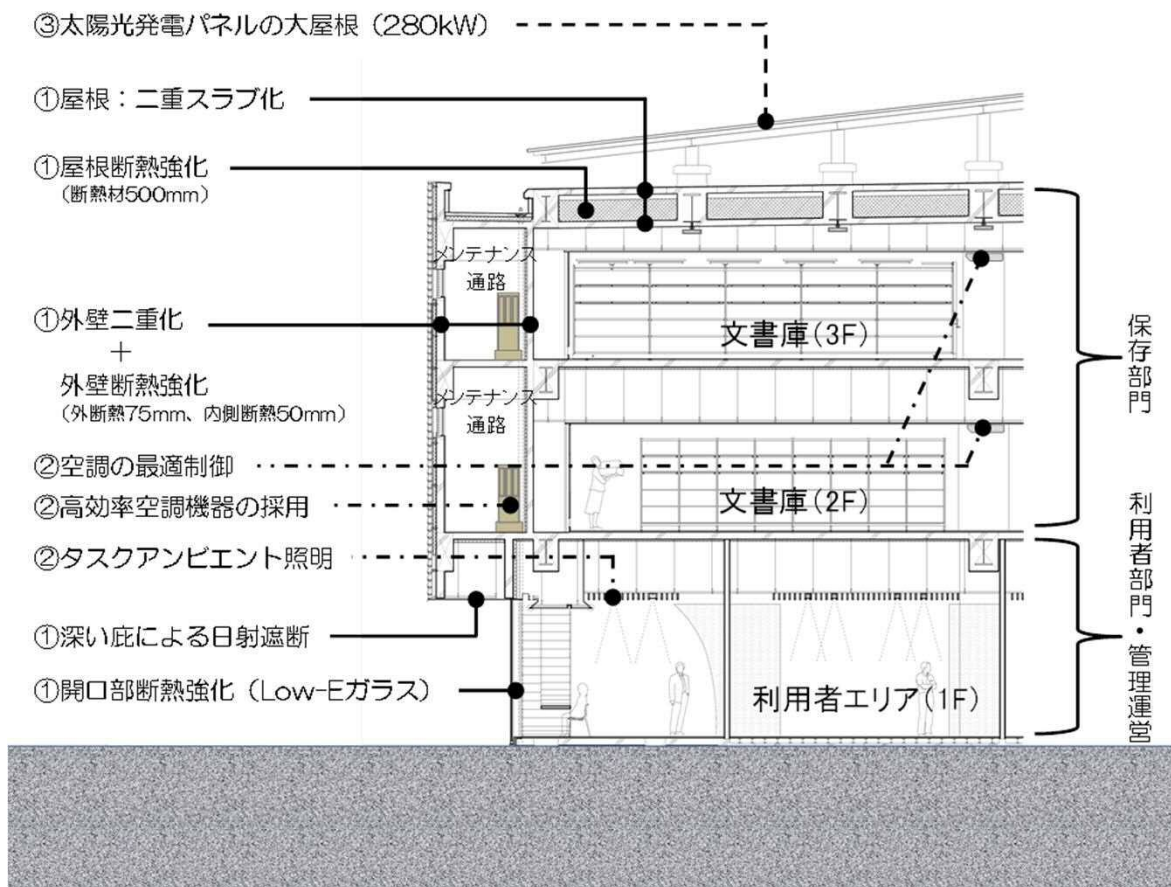 ③太陽光発電パネルの大屋根（280kW）
①屋根：二重スラブ化
①屋根断熱強化
（断熱材500mm）
メンテナンス
通路
①外壁二重化
＋
外壁断熱強化
（外断熱75mm、内側断熱50mm）
文書庫(3F)
メンテナンス
通路
②空調の最適制御
②高効率空調機器の採用
文書庫(2F)
②タスクアンビエント照明
①深い庇による日射遮断
①開口部断熱強化（Low-Eガラス）
利用者エリア(1F)
保存部門
利用者部門・管理運営